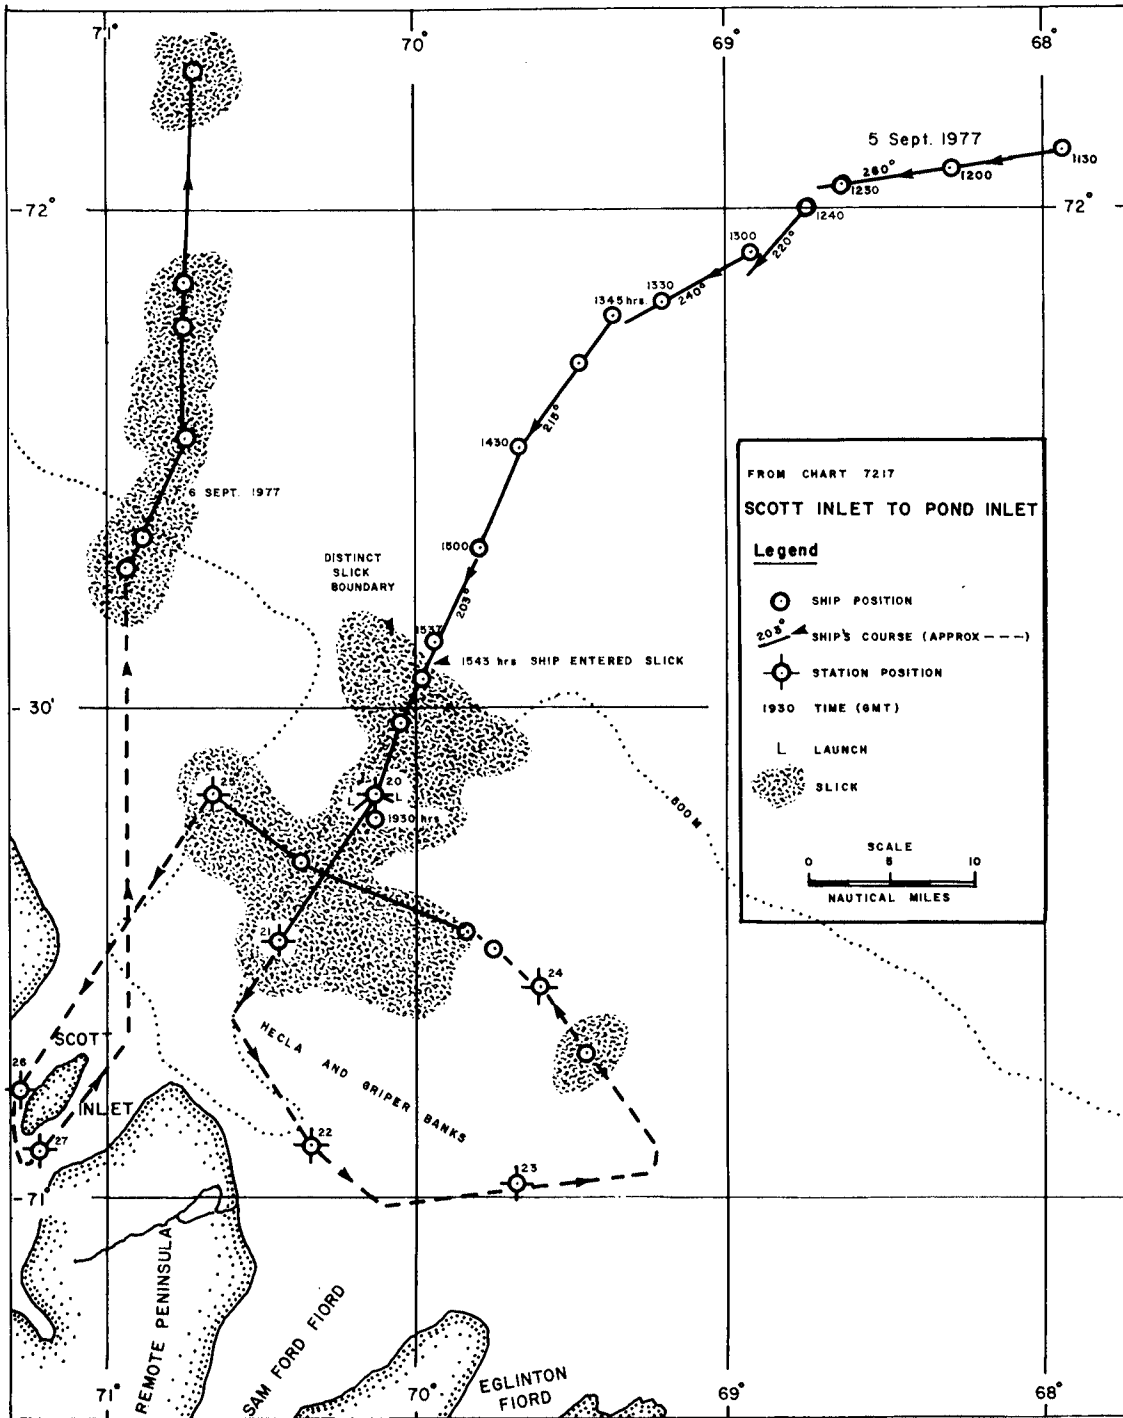 71°
70°
69°
68°
5 Sept. 1977
260°
1130
1200
1230
72°
72°
1240
1300
220°
1330
240°
1345 hrs.
215°
1430
6 SEPT. 1977
1500
203°
DISTINCT
SLICK
BOUNDARY
1537
1543 hrs SHIP ENTERED SLICK
30'
FROM CHART 7217
SCOTT INLET TO POND INLET
Legend
SHIP POSITION
203° SHIP'S COURSE (APPROX ---)
STATION POSITION
1930 TIME (GMT)
L LAUNCH
SLICK
SCALE
0 5 10
NAUTICAL MILES
25
20
L L
1930 hrs
800 M
21
24
HECLA AND GRIPER BANKS
SCOTT
INLET
26
27
22
23
71°
REMOTE PENINSULA
SAM FORD FIORD
EGLINTON
FIORD
71°
70°
69°
68°